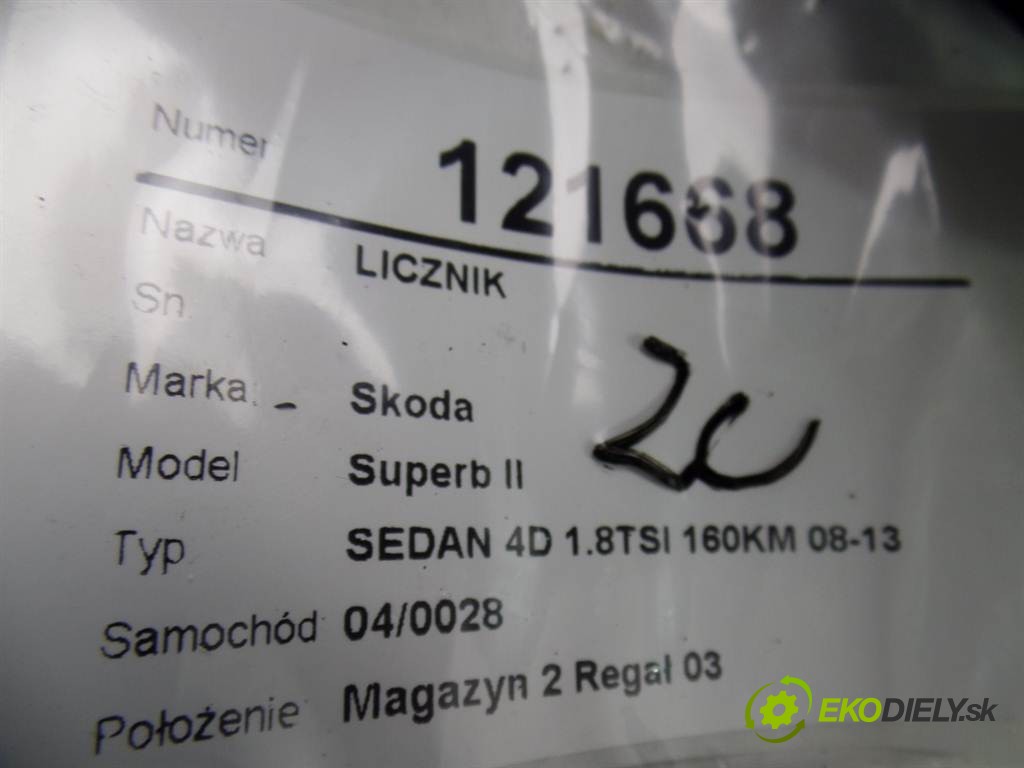 Numer 121668
Nazwa LICZNIK
Sn.
Marka: - Skoda
Model Superb II
Typ SEDAN 4D 1.8TSI 160KM 08-13
Samochód 04/0028
Położenie Magazyn 2 Regał 03
EKODIELY.sk